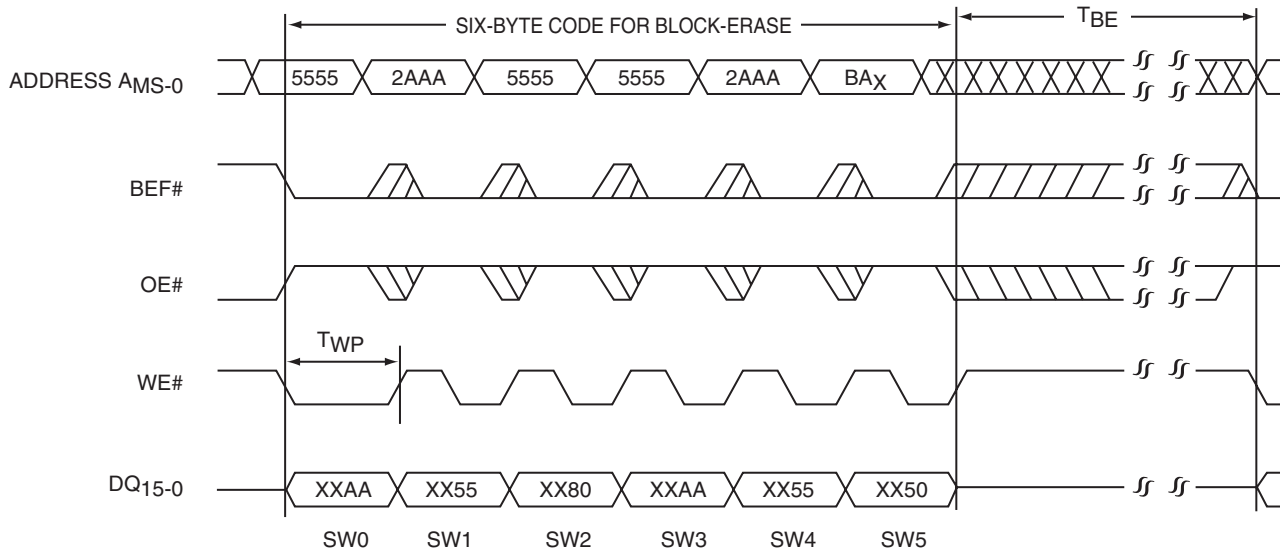 SIX-BYTE CODE FOR BLOCK-ERASE
TBE
ADDRESS AMS-0
5555 2AAA 5555 5555 2AAA BAX
BEF#
OE#
TWP
WE#
DQ15-0
XXAA XX55 XX80 XXAA XX55 XX50
SW0 SW1 SW2 SW3 SW4 SW5